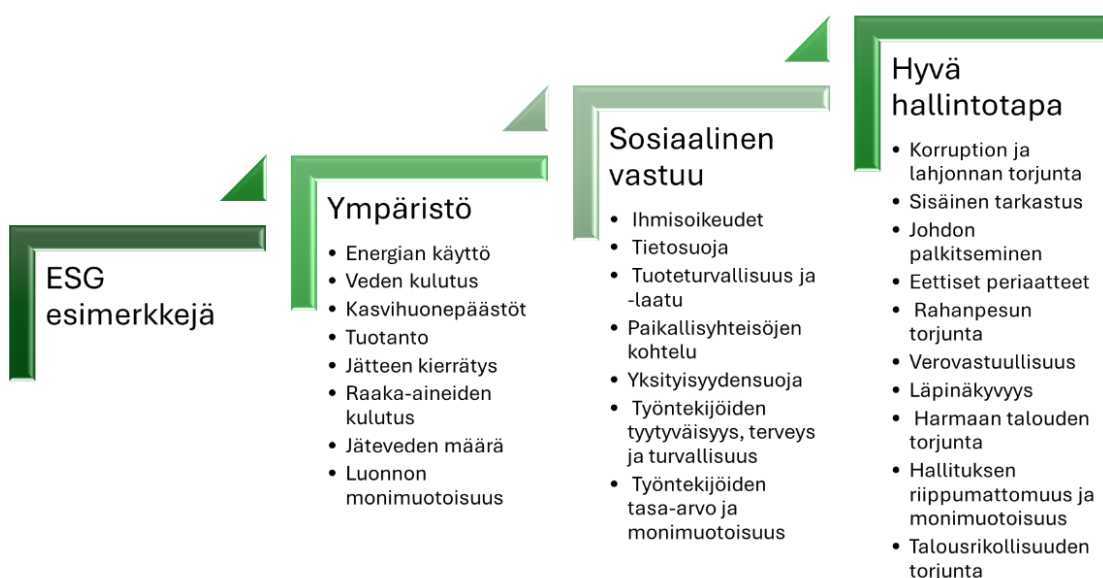 ESG
esimerkkejä
Ympäristö
• Energian käyttö
• Veden kulutus
• Kasvihuonepäästöt
• Tuotanto
• Jätteen kierrätys
• Raaka-aineiden
kulutus
• Jäteveden määrä
• Luonnon
monimuotoisuus
Sosiaalinen
vastuu
• Ihmisoikeudet
• Tietosuoja
• Tuoteturvallisuus ja
-laatu
• Paikallisyhteisöjen
kohtelu
• Yksityisyydensuoja
• Työntekijöiden
tyytyväisyys, terveys
ja turvallisuus
• Työntekijöiden
tasa-arvo ja
monimuotoisuus
Hyvä
hallintotapa
• Korruption ja
lahjonnan torjunta
• Sisäinen tarkastus
• Johdon
palkitseminen
• Eettiset periaatteet
• Rahanpesun
torjunta
• Verovastuullisuus
• Läpinäkyvyys
• Harmaan talouden
torjunta
• Hallituksen
riippumattomuus ja
monimuotoisuus
• Talousrikollisuuden
torjunta